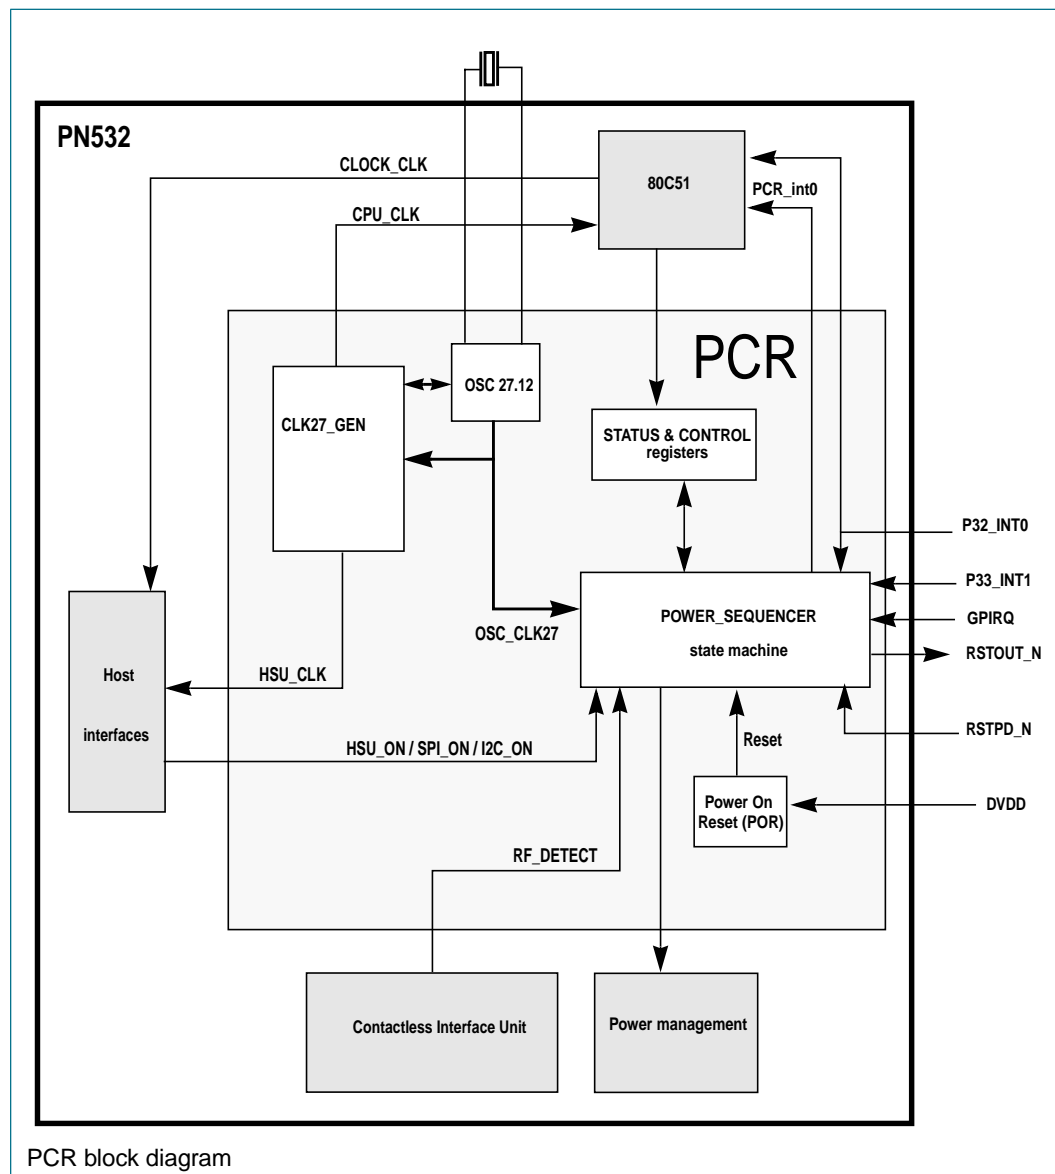 PN532
CLOCK_CLK
80C51
PCR_int0
CPU_CLK
PCR
OSC 27.12
CLK27_GEN
STATUS & CONTROL
registers
P32_INT0
P33_INT1
POWER_SEQUENCER
GPIRQ
OSC_CLK27
state machine
RSTOUT_N
Host
HSU_CLK
interfaces
RSTPD_N
Reset
HSU_ON / SPI_ON / I2C_ON
Power On
Reset (POR)
DVDD
RF_DETECT
Contactless Interface Unit
Power management
PCR block diagram